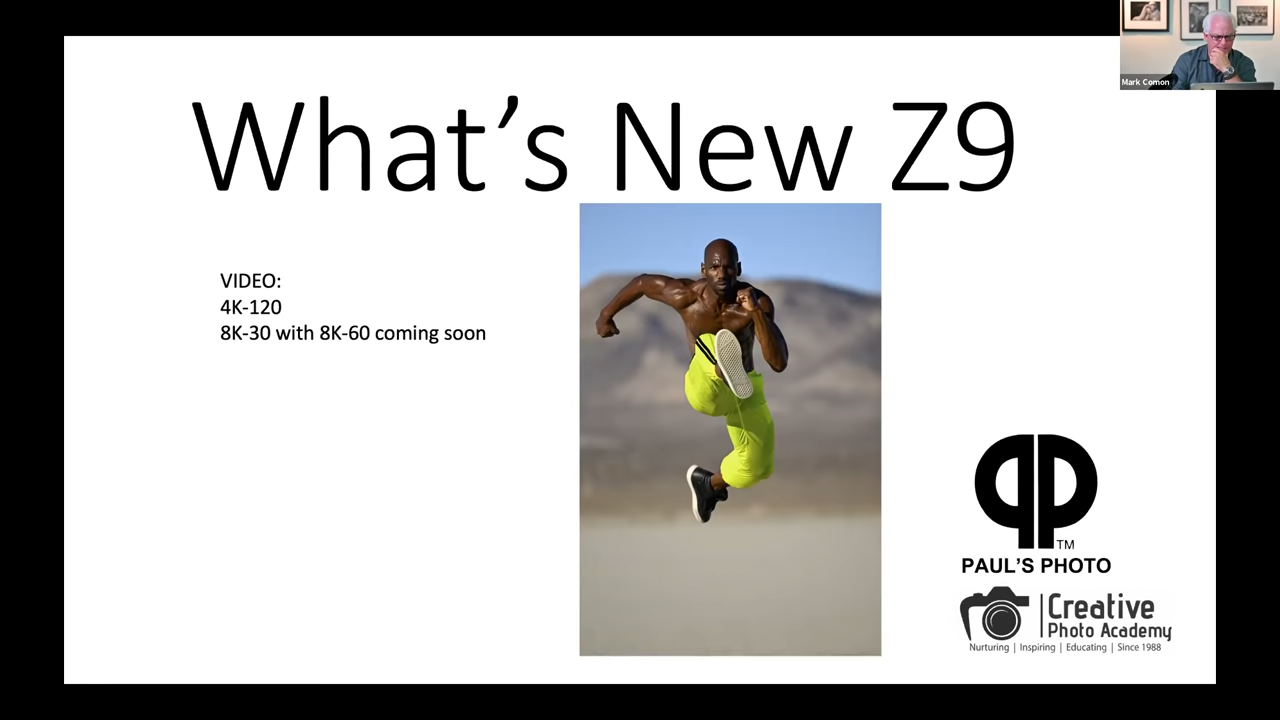 Mark Comon
What's New Z9
VIDEO:
4K-120
8K-30 with 8K-60 coming soon
TM
PAUL'S PHOTO
Creative
Photo Academy
Nurturing | Inspiring | Educating | Since 1988